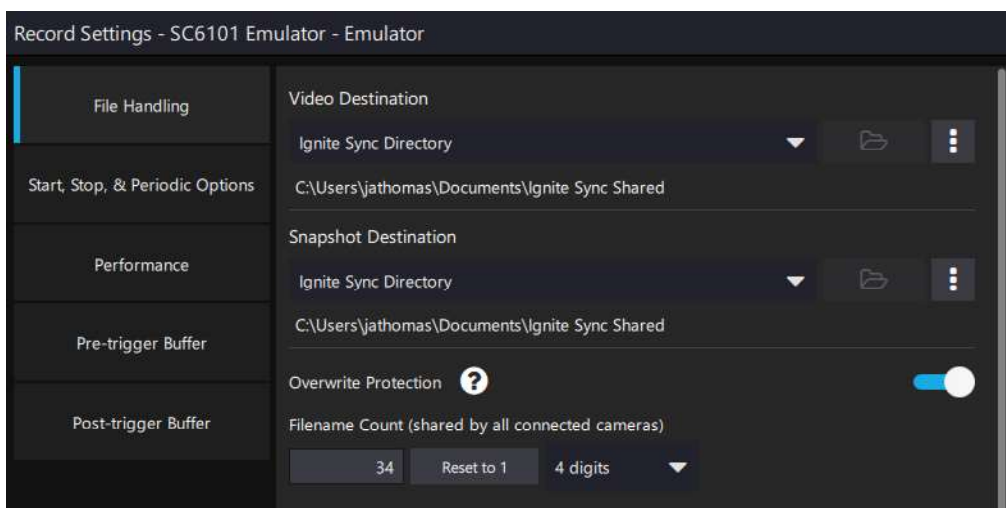 Record Settings - SC6101 Emulator - Emulator
File Handling
Start, Stop, & Periodic Options
Performance
Pre-trigger Buffer
Post-trigger Buffer
Video Destination
Ignite Sync Directory
C:\Users\jathomas\Documents\Ignite Sync Shared
Snapshot Destination
Ignite Sync Directory
C:\Users\jathomas\Documents\Ignite Sync Shared
Overwrite Protection ?
Filename Count (shared by all connected cameras)
34 Reset to 1 4 digits